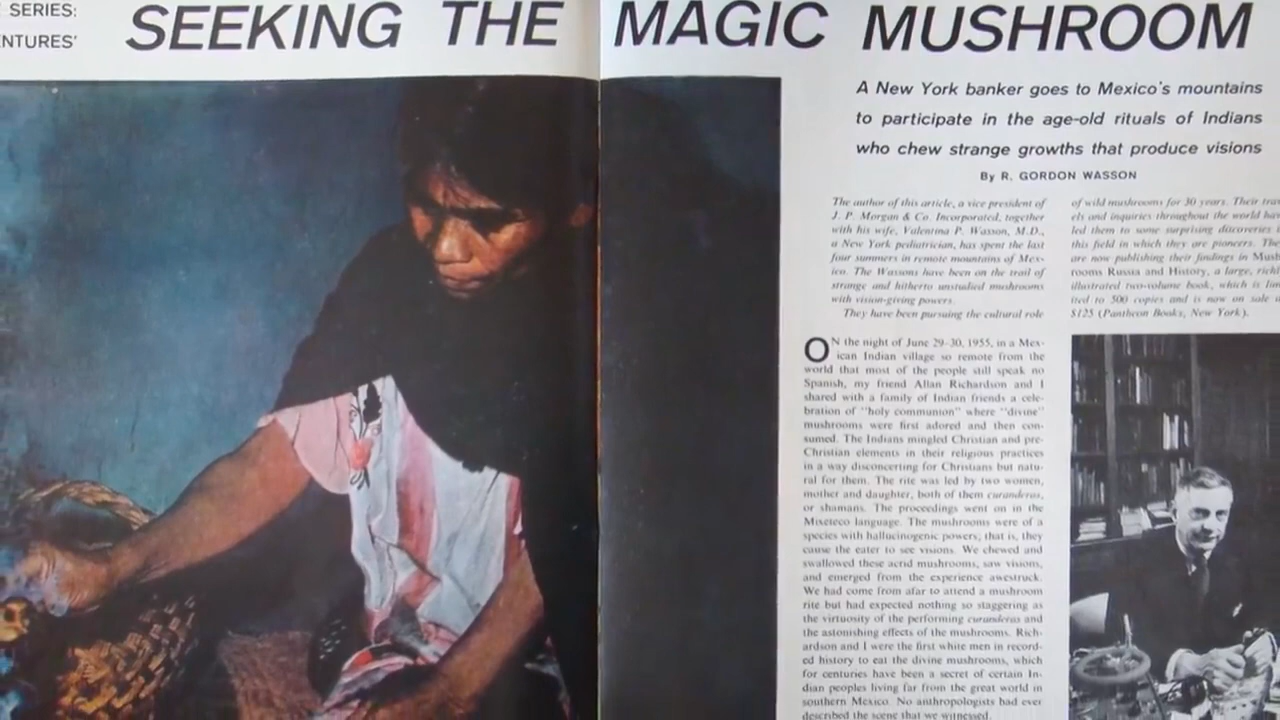 SERIES:
SEEKING THE MAGIC MUSHROOM
A New York banker goes to Mexico's mountains
to participate in the age-old rituals of Indians
who chew strange growths that produce visions
By R. GORDON WASSON
The author of this article, a vice president of
J. P. Morgan & Co. Incorporated, together
with his wife, Valentina P. Wasson, M.D.,
a New York pediatrician, has spent the last
four summers in remote mountains of Mex-
ico. The Wassons have been on the trail of
strange and hitherto unstudied mushrooms
with vision-giving powers.
They have been pursuing the cultural role
of wild mushrooms for 30 years. Their trav
els and inquiries throughout the world hav
led them to some surprising discoveries i
this field in which they are pioneers. The
are now publishing their findings in Mush
rooms Russia and History, a large, richl
illustrated two-volume book, which is lim
ited to 500 copies and is now on sale a
$125 (Pantheon Books, New York).
ON the night of June 29-30, 1955, in a Mex-
ican Indian village so remote from the
world that most of the people still speak no
Spanish, my friend Allan Richardson and I
shared with a family of Indian friends a cele-
bration of "holy communion" where "divine"
mushrooms were first adored and then con-
sumed. The Indians mingled Christian and pre-
Christian elements in their religious practices
in a way disconcerting for Christians but natu-
ral for them. The rite was led by two women,
mother and daughter, both of them curanderas,
or shamans. The proceedings went on in the
Mixeteco language. The mushrooms were of a
species with hallucinogenic powers; that is, they
cause the eater to see visions. We chewed and
swallowed these acrid mushrooms, saw visions,
and emerged from the experience awestruck.
We had come from afar to attend a mushroom
rite but had expected nothing so staggering as
the virtuosity of the performing curanderas and
the astonishing effects of the mushrooms. Rich-
ardson and I were the first white men in record-
ed history to eat the divine mushrooms, which
for centuries have been a secret of certain In-
dian peoples living far from the great world in
southern Mexico. No anthropologists had ever
described the scene that we witnessed.